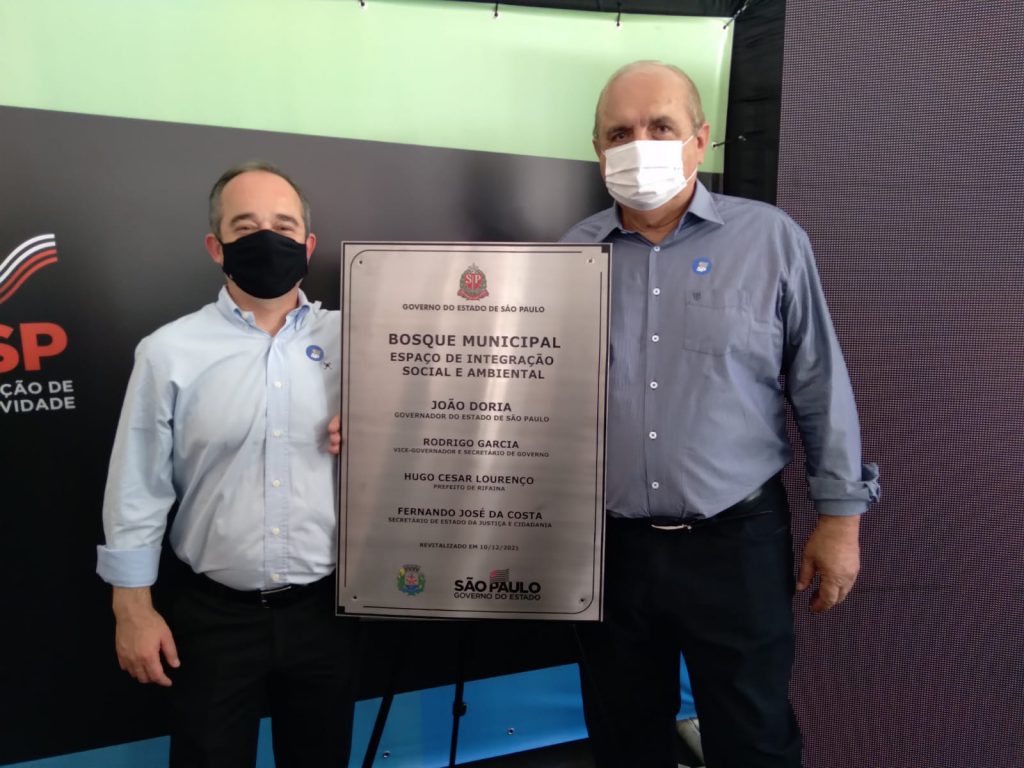 SP
ÇÃO DE
IVIDADE
SP
GOVERNO DO ESTADO DE SÃO PAULO
BOSQUE MUNICIPAL
ESPAÇO DE INTEGRAÇÃO
SOCIAL E AMBIENTAL
JOÃO DORIA
GOVERNADOR DO ESTADO DE SÃO PAULO
RODRIGO GARCIA
VICE-GOVERNADOR E SECRETÁRIO DE GOVERNO
HUGO CESAR LOURENÇO
PREFEITO DE RIFAINA
FERNANDO JOSÉ DA COSTA
SECRETÁRIO DE ESTADO DA JUSTIÇA E CIDADANIA
REVITALIZADO EM 10/12/2021
SÃO PAULO
GOVERNO DO ESTADO